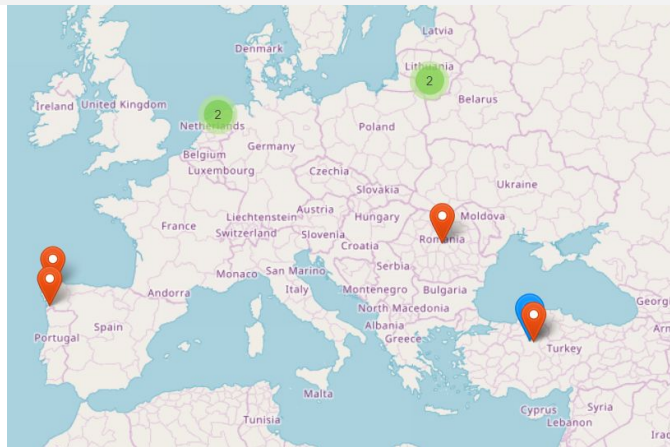 Latvia
Denmark
Lithuania
Ireland
United Kingdom
2
2
Belarus
Netherlands
Poland
Germany
Belgium
Luxembourg
Czechia
Slovakia
Ukraine
Liechtenstein
Austria
Hungary
Moldova
France
Switzerland
Slovenia
Croatia
Romania
Monaco
San Marino
Serbia
Andorra
Italy
Montenegro
Bulgaria
North Macedonia
Georgi
Spain
Albania
Ar
Portugal
Greece
Turkey
Malta
Cyprus
Syria
Tunisia
Lebanon
Iraq